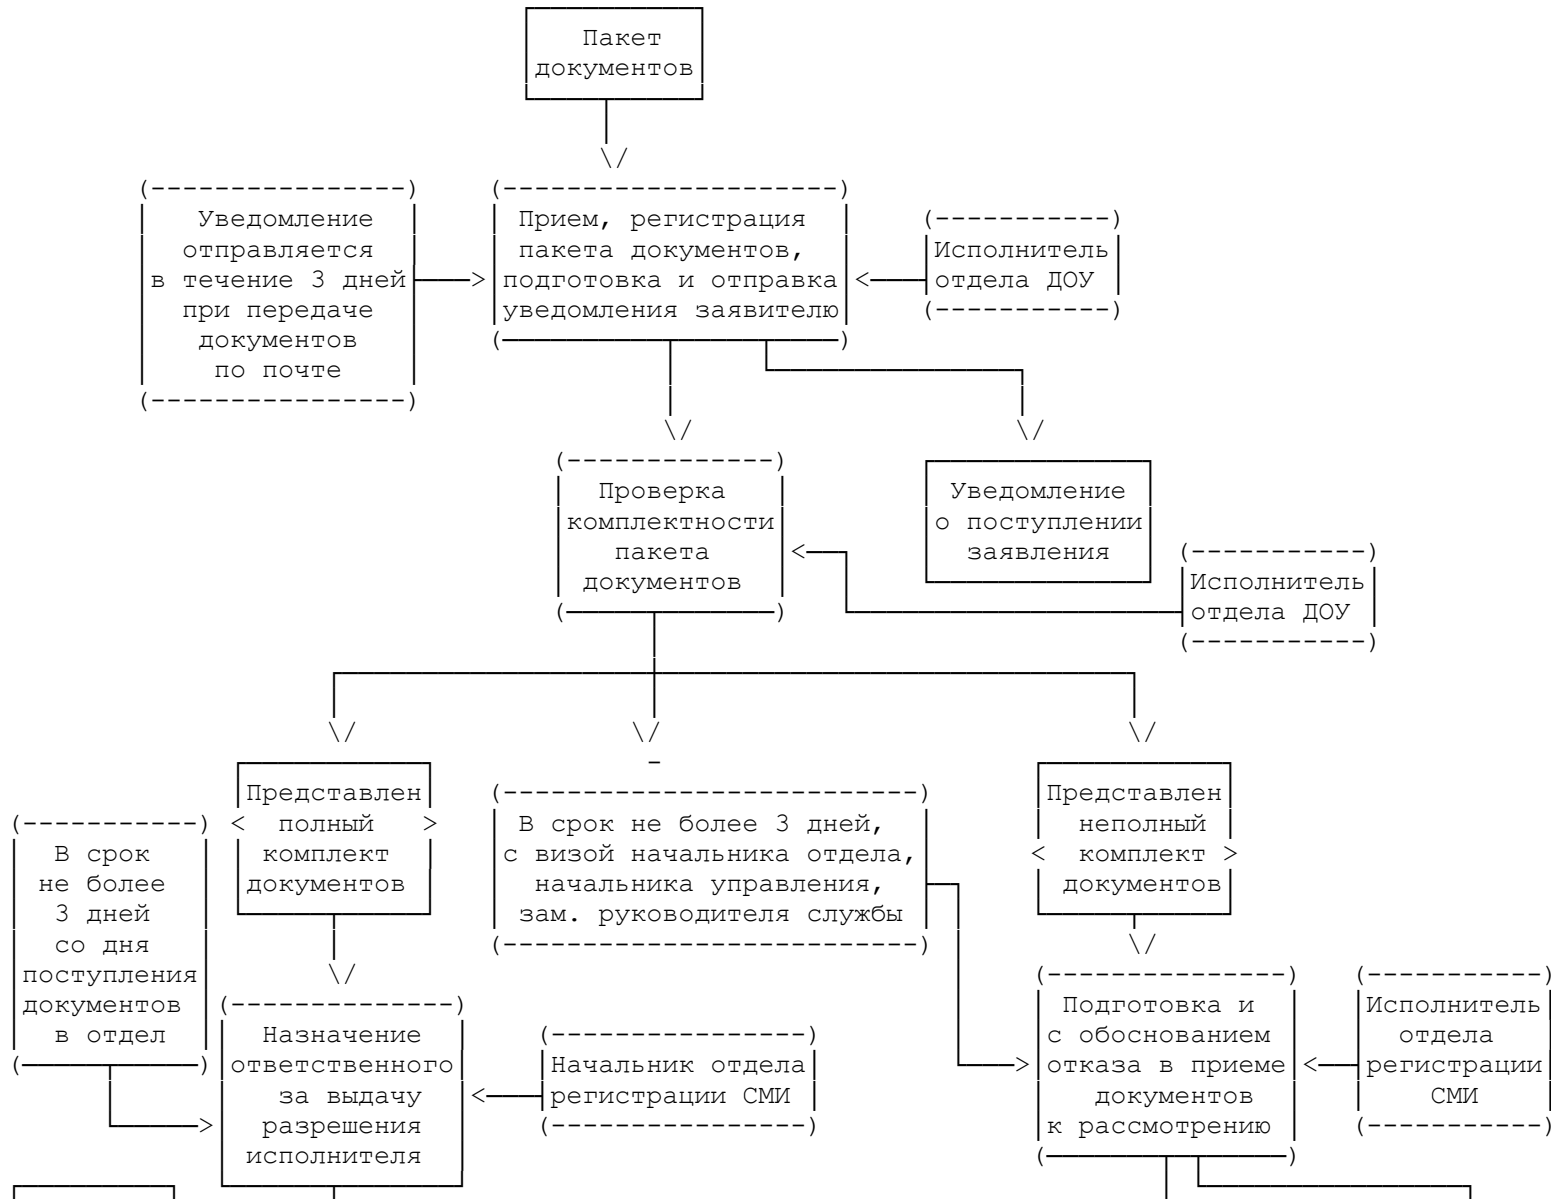 Пакет
документов
Уведомление
отправляется
в течение 3 дней
при передаче
документов
по почте
Прием, регистрация
пакета документов,
подготовка и отправка
уведомления заявителю
Исполнитель
отдела ДОУ
Проверка
комплектности
пакета
документов
Уведомление
о поступлении
заявления
Исполнитель
отдела ДОУ
Представлен
полный
комплект
документов
В срок не более 3 дней,
с визой начальника отдела,
начальника управления,
зам. руководителя службы
Представлен
неполный
комплект
документов
В срок
не более
3 дней
со дня
поступления
документов
в отдел
Назначение
ответственного
за выдачу
разрешения
исполнителя
Начальник отдела
регистрации СМИ
Подготовка и
с обоснованием
отказа в приеме
документов
к рассмотрению
Исполнитель
отдела
регистрации
СМИ